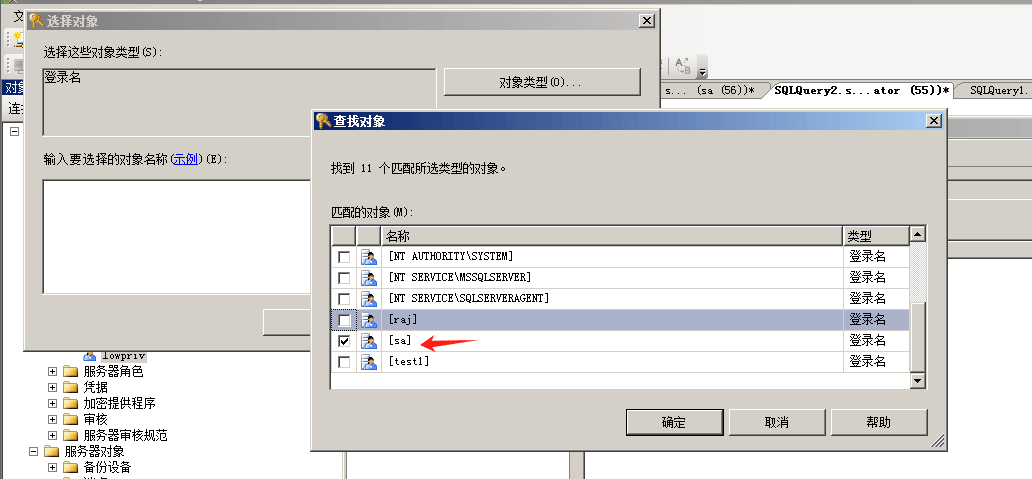 文
选择对象
选择这些对象类型(S):
登录名
对象类型(O)...
输入要选择的对象名称(示例)(E):
s... (sa (56))*
SQLQuery2.s...ator (55))*
SQLQuery1.
查找对象
找到 11 个匹配所选类型的对象。
匹配的对象(M):
名称 类型
[NT AUTHORITY\SYSTEM] 登录名
[NT SERVICE\MSSQLSERVER] 登录名
[NT SERVICE\SQLSERVERAGENT] 登录名
[raj] 登录名
[sa] 登录名
[test1] 登录名
确定 取消 帮助
对象
连
lowpriv
服务器角色
凭据
加密提供程序
审核
服务器审核规范
服务器对象
备份设备